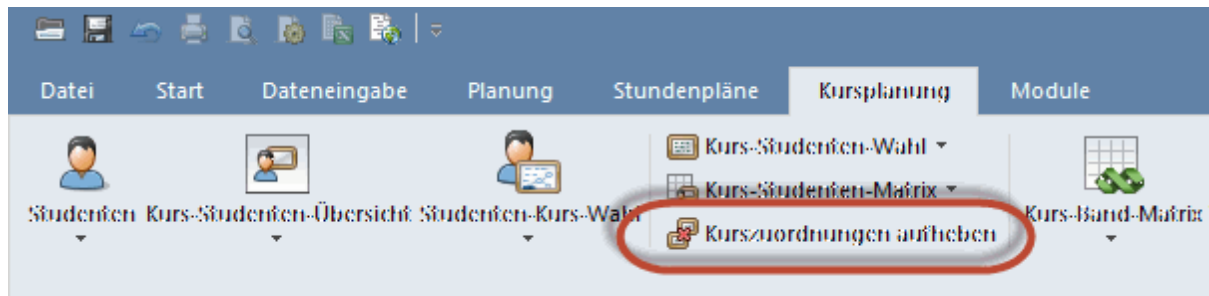 Datei Start Dateneingabe Planung Stundenpläne Kursplanung Module
Kurs-Studenten-Wahl
Kurs-Studenten-Matrix
Studenten Kurs-Studenten-Übersicht Studenten-Kurs-Wahl Kurs-Band-Matrix
Kurszuordnungen aufheben